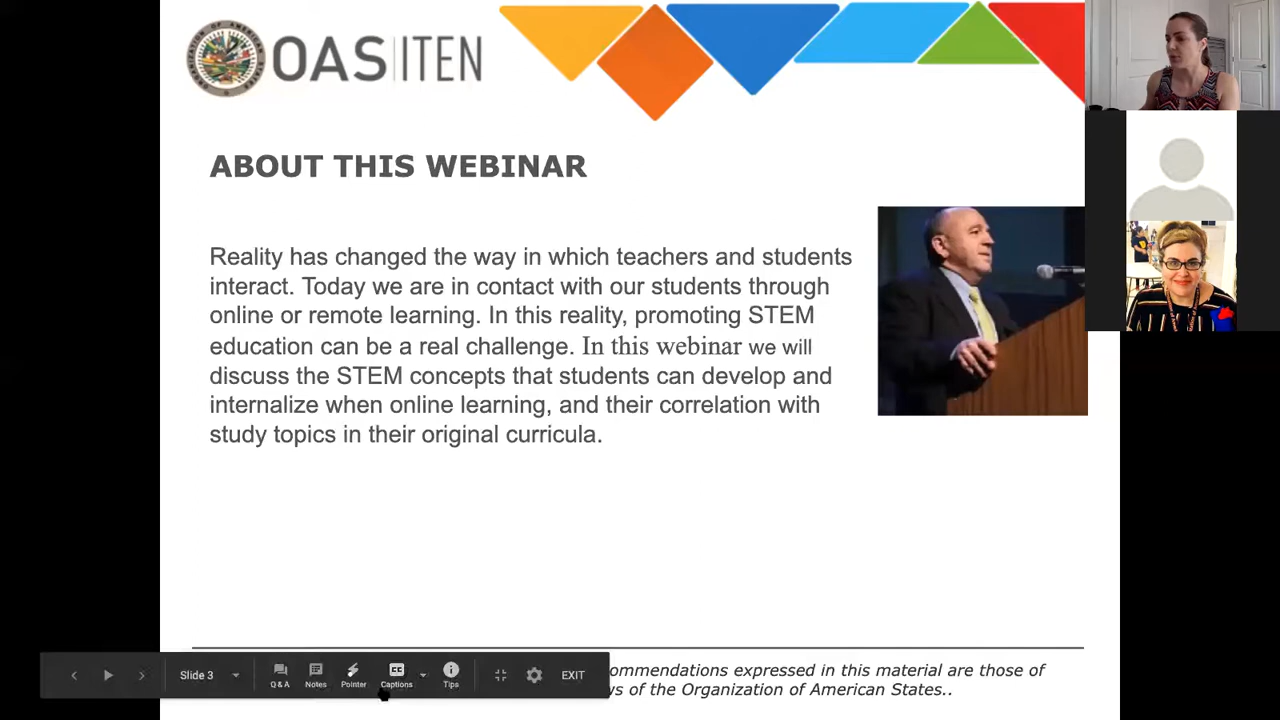 OAS ITEN
ABOUT THIS WEBINAR
Reality has changed the way in which teachers and students
interact. Today we are in contact with our students through
online or remote learning. In this reality, promoting STEM
education can be a real challenge. In this webinar we will
discuss the STEM concepts that students can develop and
internalize when online learning, and their correlation with
study topics in their original curricula.
ommendations expressed in this material are those of
ws of the Organization of American States..
Slide 3
Q & A
Notes
Pointer
CC
Captions
Tips
EXIT